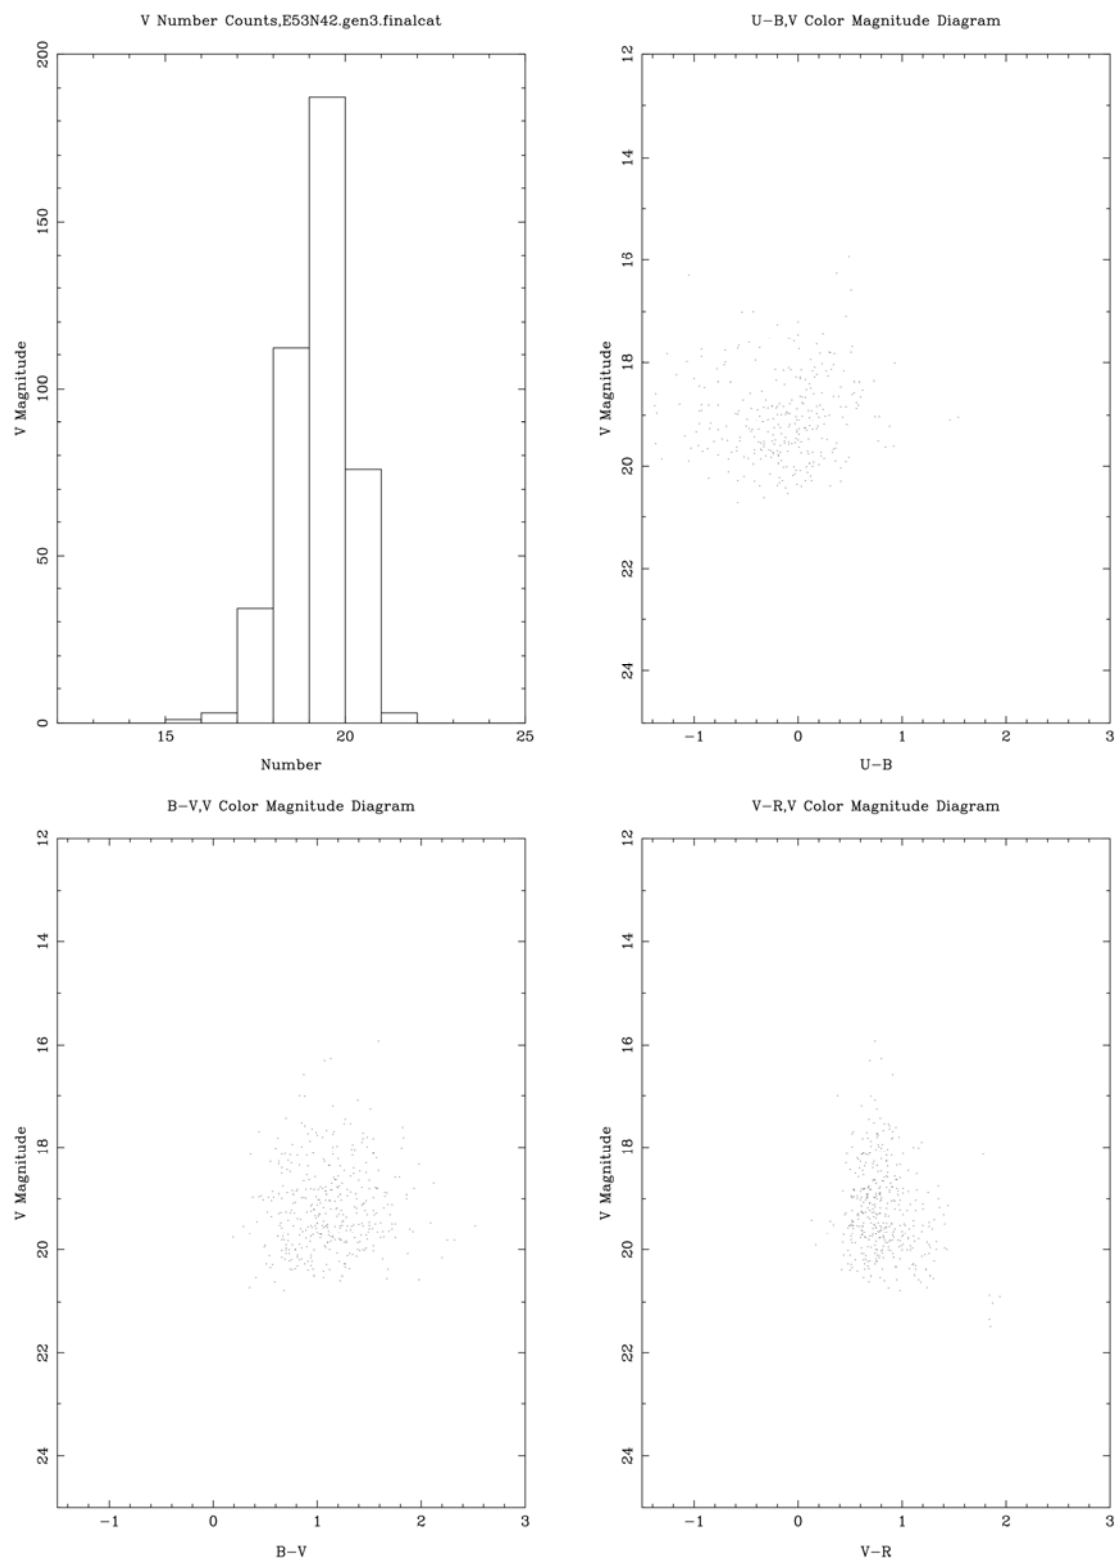 V Number Counts,E53N42.gen3.finalcat
200
150
100
50
0
V Magnitude
15 20 25
Number
U-B,V Color Magnitude Diagram
12
14
16
18
20
22
24
V Magnitude
-1 0 1 2 3
U-B
B-V,V Color Magnitude Diagram
12
14
16
18
20
22
24
V Magnitude
-1 0 1 2 3
B-V
V-R,V Color Magnitude Diagram
12
14
16
18
20
22
24
V Magnitude
-1 0 1 2 3
V-R